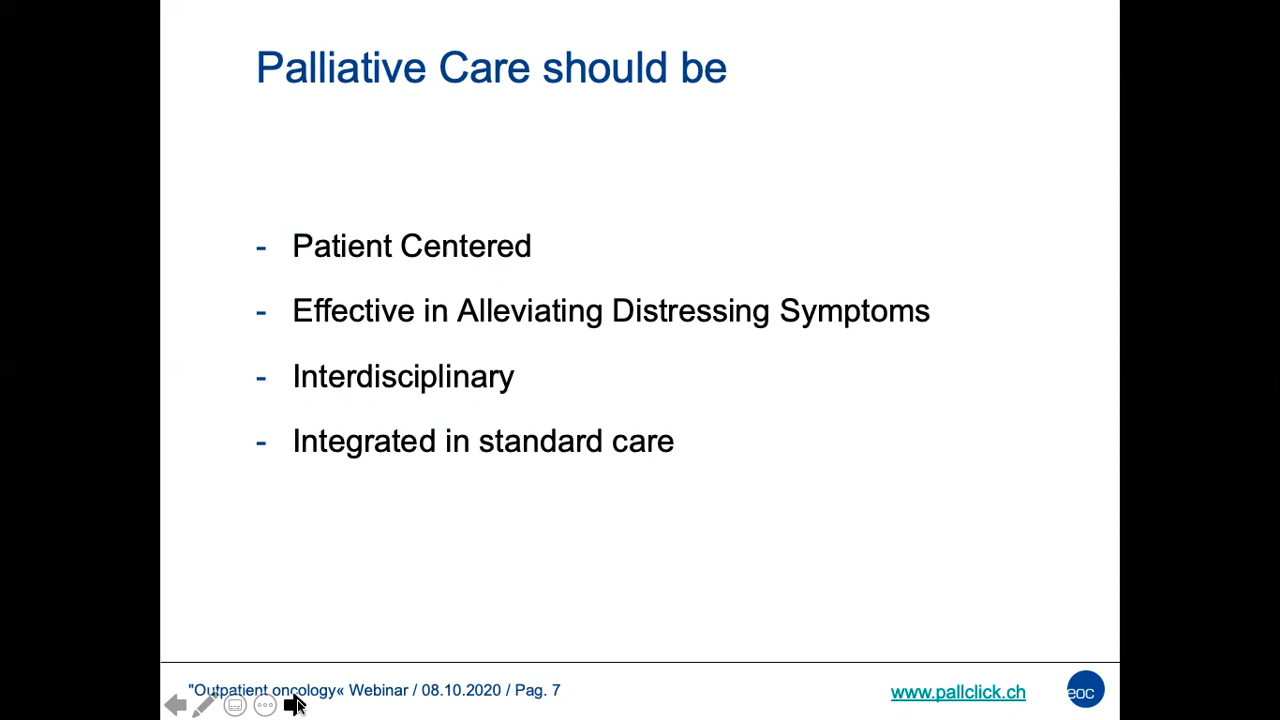 Palliative Care should be
- Patient Centered
- Effective in Alleviating Distressing Symptoms
- Interdisciplinary
- Integrated in standard care
"Outpatient oncology« Webinar / 08.10.2020 / Pag. 7
www.pallclick.ch
eoc